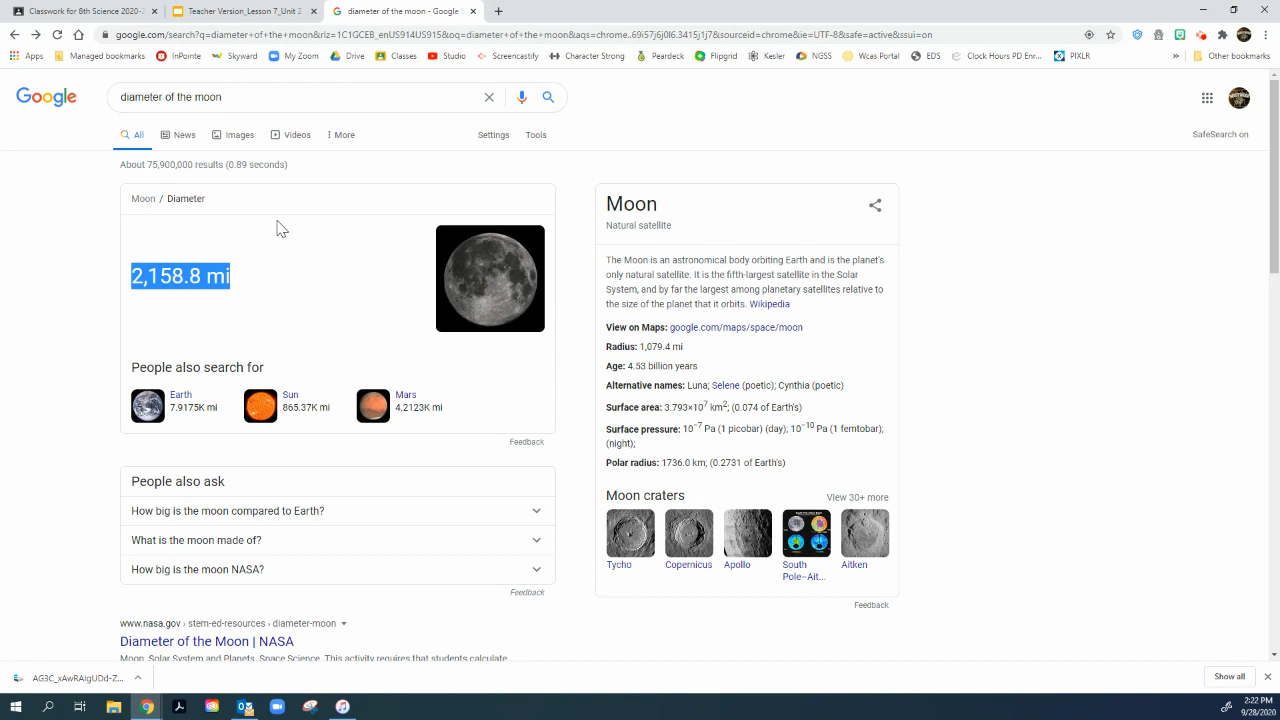 Classwork for 8th Science 2020-2
Teacher Version_Lesson 7_Unit 2
diameter of the moon - Google S
google.com/search?q=diameter+of+the+moon&rlz=1C1GCEB_enUS914US915&oq=diameter+of+the+moon&aqs=chrome..69i57j6j0l6.3415j1j7&sourceid=chrome&ie=UTF-8&safe=active&ssui=on
Apps
Managed bookmarks
InPointe
Skyward
My Zoom
Drive
Classes
Studio
Screencastify
Character Strong
Peardeck
Flipgrid
Kesler
NGSS
Wcas Portal
EDS
Clock Hours PD Enr...
PIXLR
»
Other bookmarks
Google
diameter of the moon
All
News
Images
Videos
More
Settings
Tools
SafeSearch on
About 75,900,000 results (0.89 seconds)
Moon / Diameter
2,158.8 mi
People also search for
Earth
7.9175K mi
Sun
865.37K mi
Mars
4.2123K mi
Feedback
People also ask
How big is the moon compared to Earth?
What is the moon made of?
How big is the moon NASA?
Feedback
www.nasa.gov › stem-ed-resources › diameter-moon
Diameter of the Moon | NASA
Moon, Solar System and Planets, Space Science. This activity requires that students calculate
Moon
Natural satellite
The Moon is an astronomical body orbiting Earth and is the planet's
only natural satellite. It is the fifth-largest satellite in the Solar
System, and by far the largest among planetary satellites relative to
the size of the planet that it orbits. Wikipedia
View on Maps: google.com/maps/space/moon
Radius: 1,079.4 mi
Age: 4.53 billion years
Alternative names: Luna; Selene (poetic); Cynthia (poetic)
Surface area: 3.793×10⁷ km²; (0.074 of Earth's)
Surface pressure: 10⁻⁷ Pa (1 picobar) (day); 10⁻¹⁰ Pa (1 femtobar);
(night);
Polar radius: 1736.0 km; (0.2731 of Earth's)
Moon craters
View 30+ more
Tycho
Copernicus
Apollo
South
Pole–Ait...
Aitken
Feedback
AG3C_xAwRAIgUDd-Z...
Show all
2:22 PM
9/28/2020